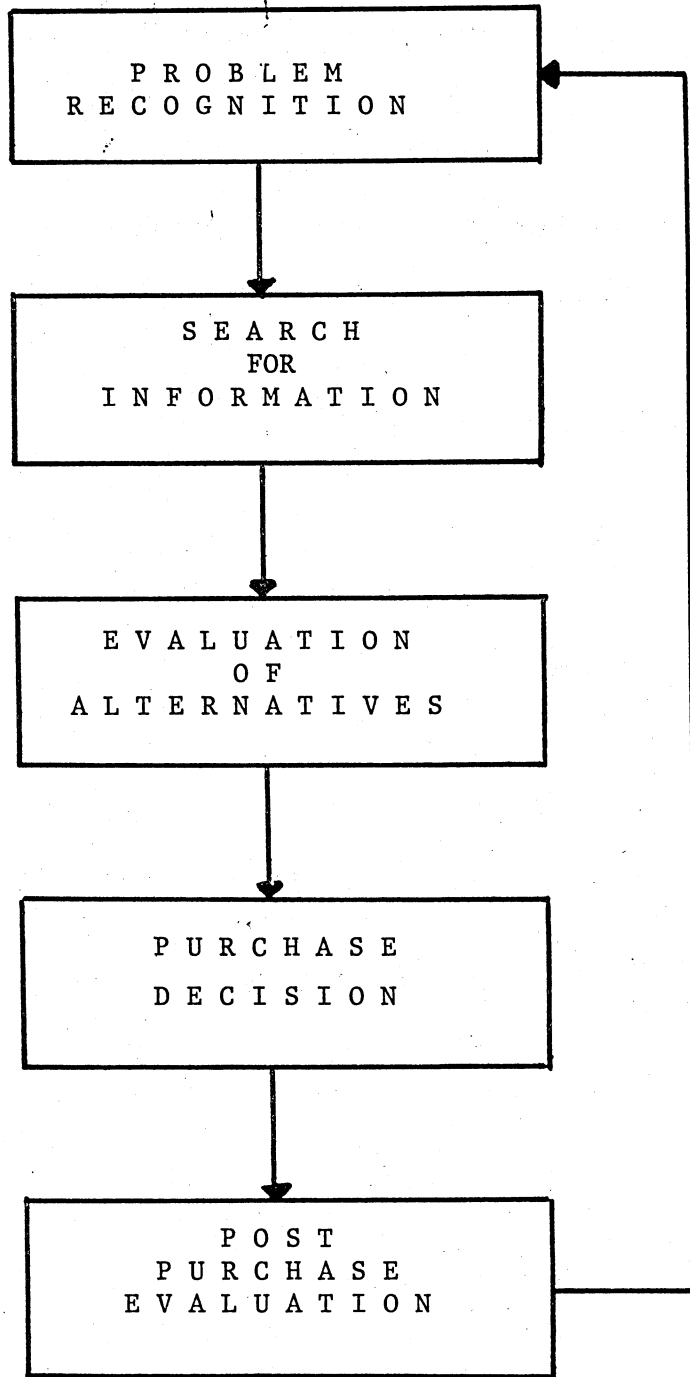 PROBLEM
RECOGNITION
SEARCH
FOR
INFORMATION
EVALUATION
OF
ALTERNATIVES
PURCHASE
DECISION
POST
PURCHASE
EVALUATION